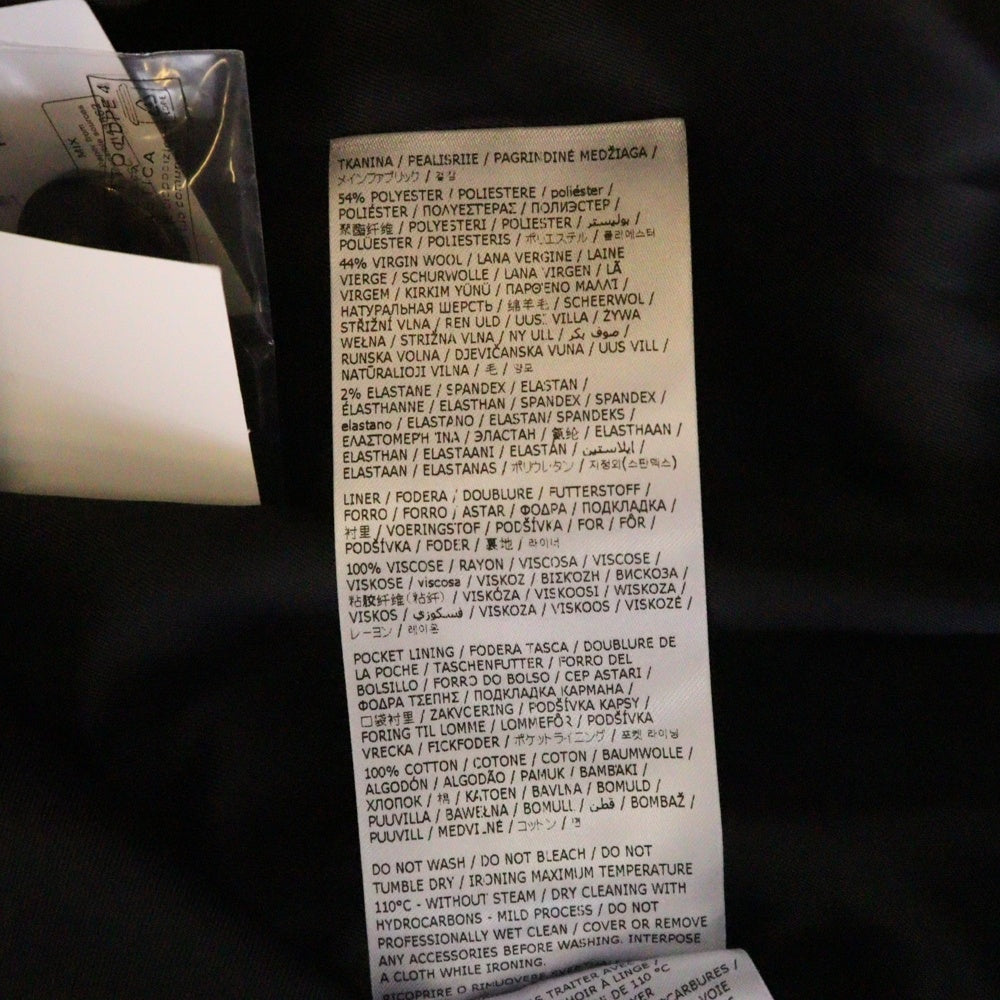 MIX
TKANINA / PEALISRIIE / PAGRINDINĖ MEDŽIAGA /
メインファブリック / 겉감
54% POLYESTER / POLIESTERE / poliéster /
POLIÉSTER / ΠΟΛΥΕΣΤΕΡΑΣ / ПОЛИЭСТЕР /
聚酯纤维 / POLYESTERI / POLIESTER / بوليستر /
POLÜESTER / POLIESTERIS / ポリエステル / 폴리에스터
44% VIRGIN WOOL / LANA VERGINE / LAINE
VIERGE / SCHURWOLLE / LANA VIRGEN / LÃ
VIRGEM / KIRKIM YÜNÜ / ΠΑΡΘΕΝΟ ΜΑΛΛΙ /
НАТУРАЛЬНАЯ ШЕРСТЬ / 绵羊毛 / SCHEERWOL /
STŘIŽNÍ VLNA / REN ULD / UUSI VILLA / ŻYWA
WEŁNA / STRIŽNA VLNA / NY ULL / صوف بكر /
RUNSKA VOLNA / DJEVIČANSKA VUNA / UUS VILL /
NATŪRALIOJI VILNA / 毛 / 양모
2% ELASTANE / SPANDEX / ELASTAN /
ÉLASTHANNE / ELASTHAN / SPANDEX / SPANDEX /
elastano / ELASTANO / ELASTAN/ SPANDEKS /
ΕΛΑΣΤΟΜΕΡΗ ΊΝΑ / ЭЛАСТАН / 氨纶 / ELASTHAAN /
ELASTHAN / ELASTAANI / ELASTÁN / إيلاستين /
ELASTAAN / ELASTANAS / ポリウレタン / 지정외(스판덱스)
LINER / FODERA / DOUBLURE / FUTTERSTOFF /
FORRO / FORRO / ASTAR / ΦΟΔΡΑ / ПОДКЛАДКА /
衬里 / VOERINGSTOF / PODŠÍVKA / FOR / FÔR /
PODŠÍVKA / FODER / 裏地 / 라이너
100% VISCOSE / RAYON / VISCOSA / VISCOSE /
VISKOSE / viscosa / VISKOZ / ΒΙΣΚΟΖΗ / ВИСКОЗА /
粘胶纤维(粘纤) / VISKÓZA / VISKOOSI / WISKOZA /
VISKOS / فسكوزي / VISKOZA / VISKOOS / VISKOZĖ /
レーヨン / 레이온
POCKET LINING / FODERA TASCA / DOUBLURE DE
LA POCHE / TASCHENFUTTER / FORRO DEL
BOLSILLO / FORRO DO BOLSO / CEP ASTARI /
ΦΟΔΡΑ ΤΣΕΠΗΣ / ПОДКЛАДКА КАРМАНА /
口袋衬里 / ZAKVOERING / PODŠÍVKA KAPSY /
FORING TIL LOMME / LOMMEFÔR / PODŠÍVKA
VRECKA / FICKFODER / ポケットライニング / 포켓 라이닝
100% COTTON / COTONE / COTON / BAUMWOLLE /
ALGODÓN / ALGODÃO / PAMUK / ΒΑΜΒΑΚΙ /
ХЛОПОК / 棉 / KATOEN / BAVLNA / BOMULD /
PUUVILLA / BAWEŁNA / BOMULL / قطن / BOMBAŽ /
PUUVILL / MEDVILNĖ / コットン / 면
DO NOT WASH / DO NOT BLEACH / DO NOT
TUMBLE DRY / IRONING MAXIMUM TEMPERATURE
110°C - WITHOUT STEAM / DRY CLEANING WITH
HYDROCARBONS - MILD PROCESS / DO NOT
PROFESSIONALLY WET CLEAN / COVER OR REMOVE
ANY ACCESSORIES BEFORE WASHING. INTERPOSE
A CLOTH WHILE IRONING.
RICOPRIRE O RIMUOVERE
TRAITER AVEC
À LINGE /
DE 110 °C